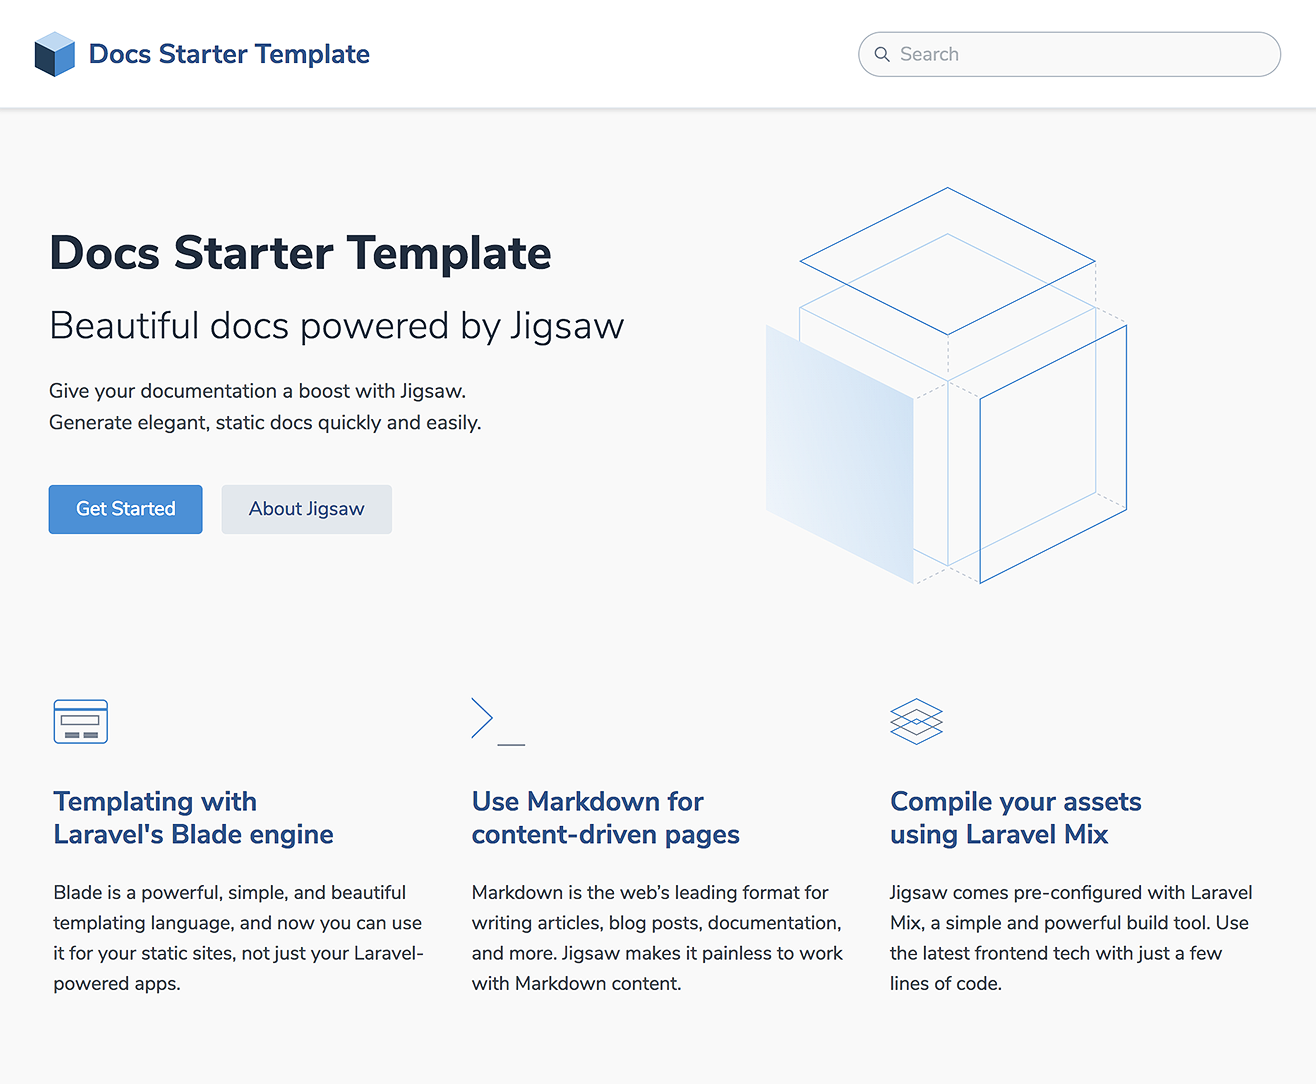 Docs Starter Template
Search
Docs Starter Template
Beautiful docs powered by Jigsaw
Give your documentation a boost with Jigsaw.
Generate elegant, static docs quickly and easily.
Get Started
About Jigsaw
Templating with
Laravel's Blade engine
Blade is a powerful, simple, and beautiful
templating language, and now you can use
it for your static sites, not just your Laravel-
powered apps.
Use Markdown for
content-driven pages
Markdown is the web’s leading format for
writing articles, blog posts, documentation,
and more. Jigsaw makes it painless to work
with Markdown content.
Compile your assets
using Laravel Mix
Jigsaw comes pre-configured with Laravel
Mix, a simple and powerful build tool. Use
the latest frontend tech with just a few
lines of code.